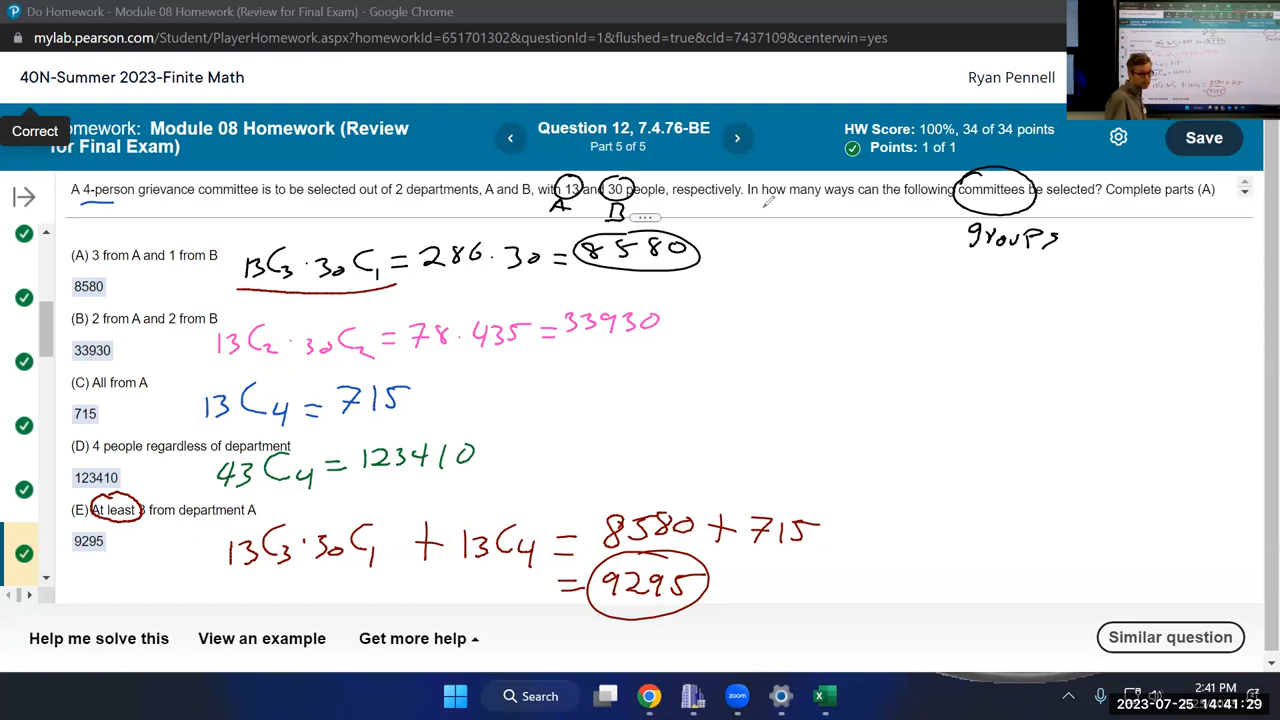 Do Homework - Module 08 Homework (Review for Final Exam) - Google Chrome
mylab.pearson.com/Student/PlayerHomework.aspx?
=1&flushed=true&cld=7437190&centerwin=yes
40N-Summer 2023-Finite Math
Ryan Pennell
Correct
omework: Module 08 Homework (Review
for Final Exam)
Question 12, 7.4.76-BE
Part 5 of 5
HW Score: 100%, 34 of 34 points
Points: 1 of 1
Save
A 4-person grievance committee is to be selected out of 2 departments, A and B, with 13 and 30 people, respectively. In how many ways can the following committees be selected? Complete parts (A)
A B
groups
(A) 3 from A and 1 from B
13C3 · 30C1 = 286 · 30 = 8580
8580
(B) 2 from A and 2 from B
13C2 · 30C2 = 78 · 435 = 33930
33930
(C) All from A
13C4 = 715
715
(D) 4 people regardless of department
43C4 = 123410
123410
(E) At least 3 from department A
13C3 · 30C1 + 13C4 = 8580 + 715
9295
= 9295
Help me solve this
View an example
Get more help
Similar question
Search
zoom
2:41 PM
2023-07-25 14:41:29